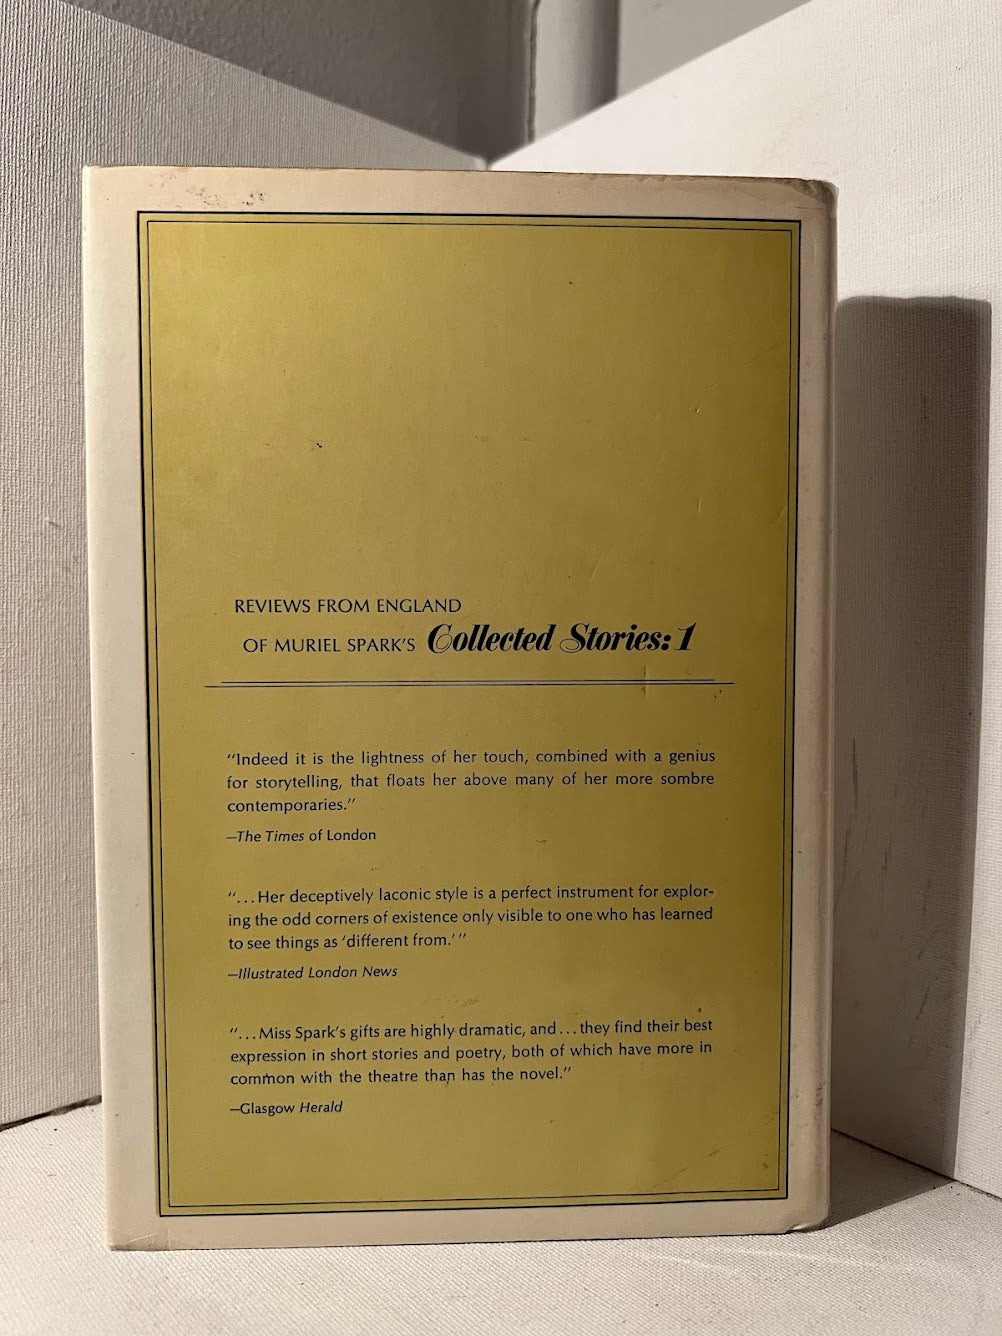 REVIEWS FROM ENGLAND
OF MURIEL SPARK'S Collected Stories: 1
"Indeed it is the lightness of her touch, combined with a genius
for storytelling, that floats her above many of her more sombre
contemporaries."
—The Times of London
"...Her deceptively laconic style is a perfect instrument for explor-
ing the odd corners of existence only visible to one who has learned
to see things as 'different from.'"
—Illustrated London News
"...Miss Spark's gifts are highly dramatic, and...they find their best
expression in short stories and poetry, both of which have more in
common with the theatre than has the novel."
—Glasgow Herald